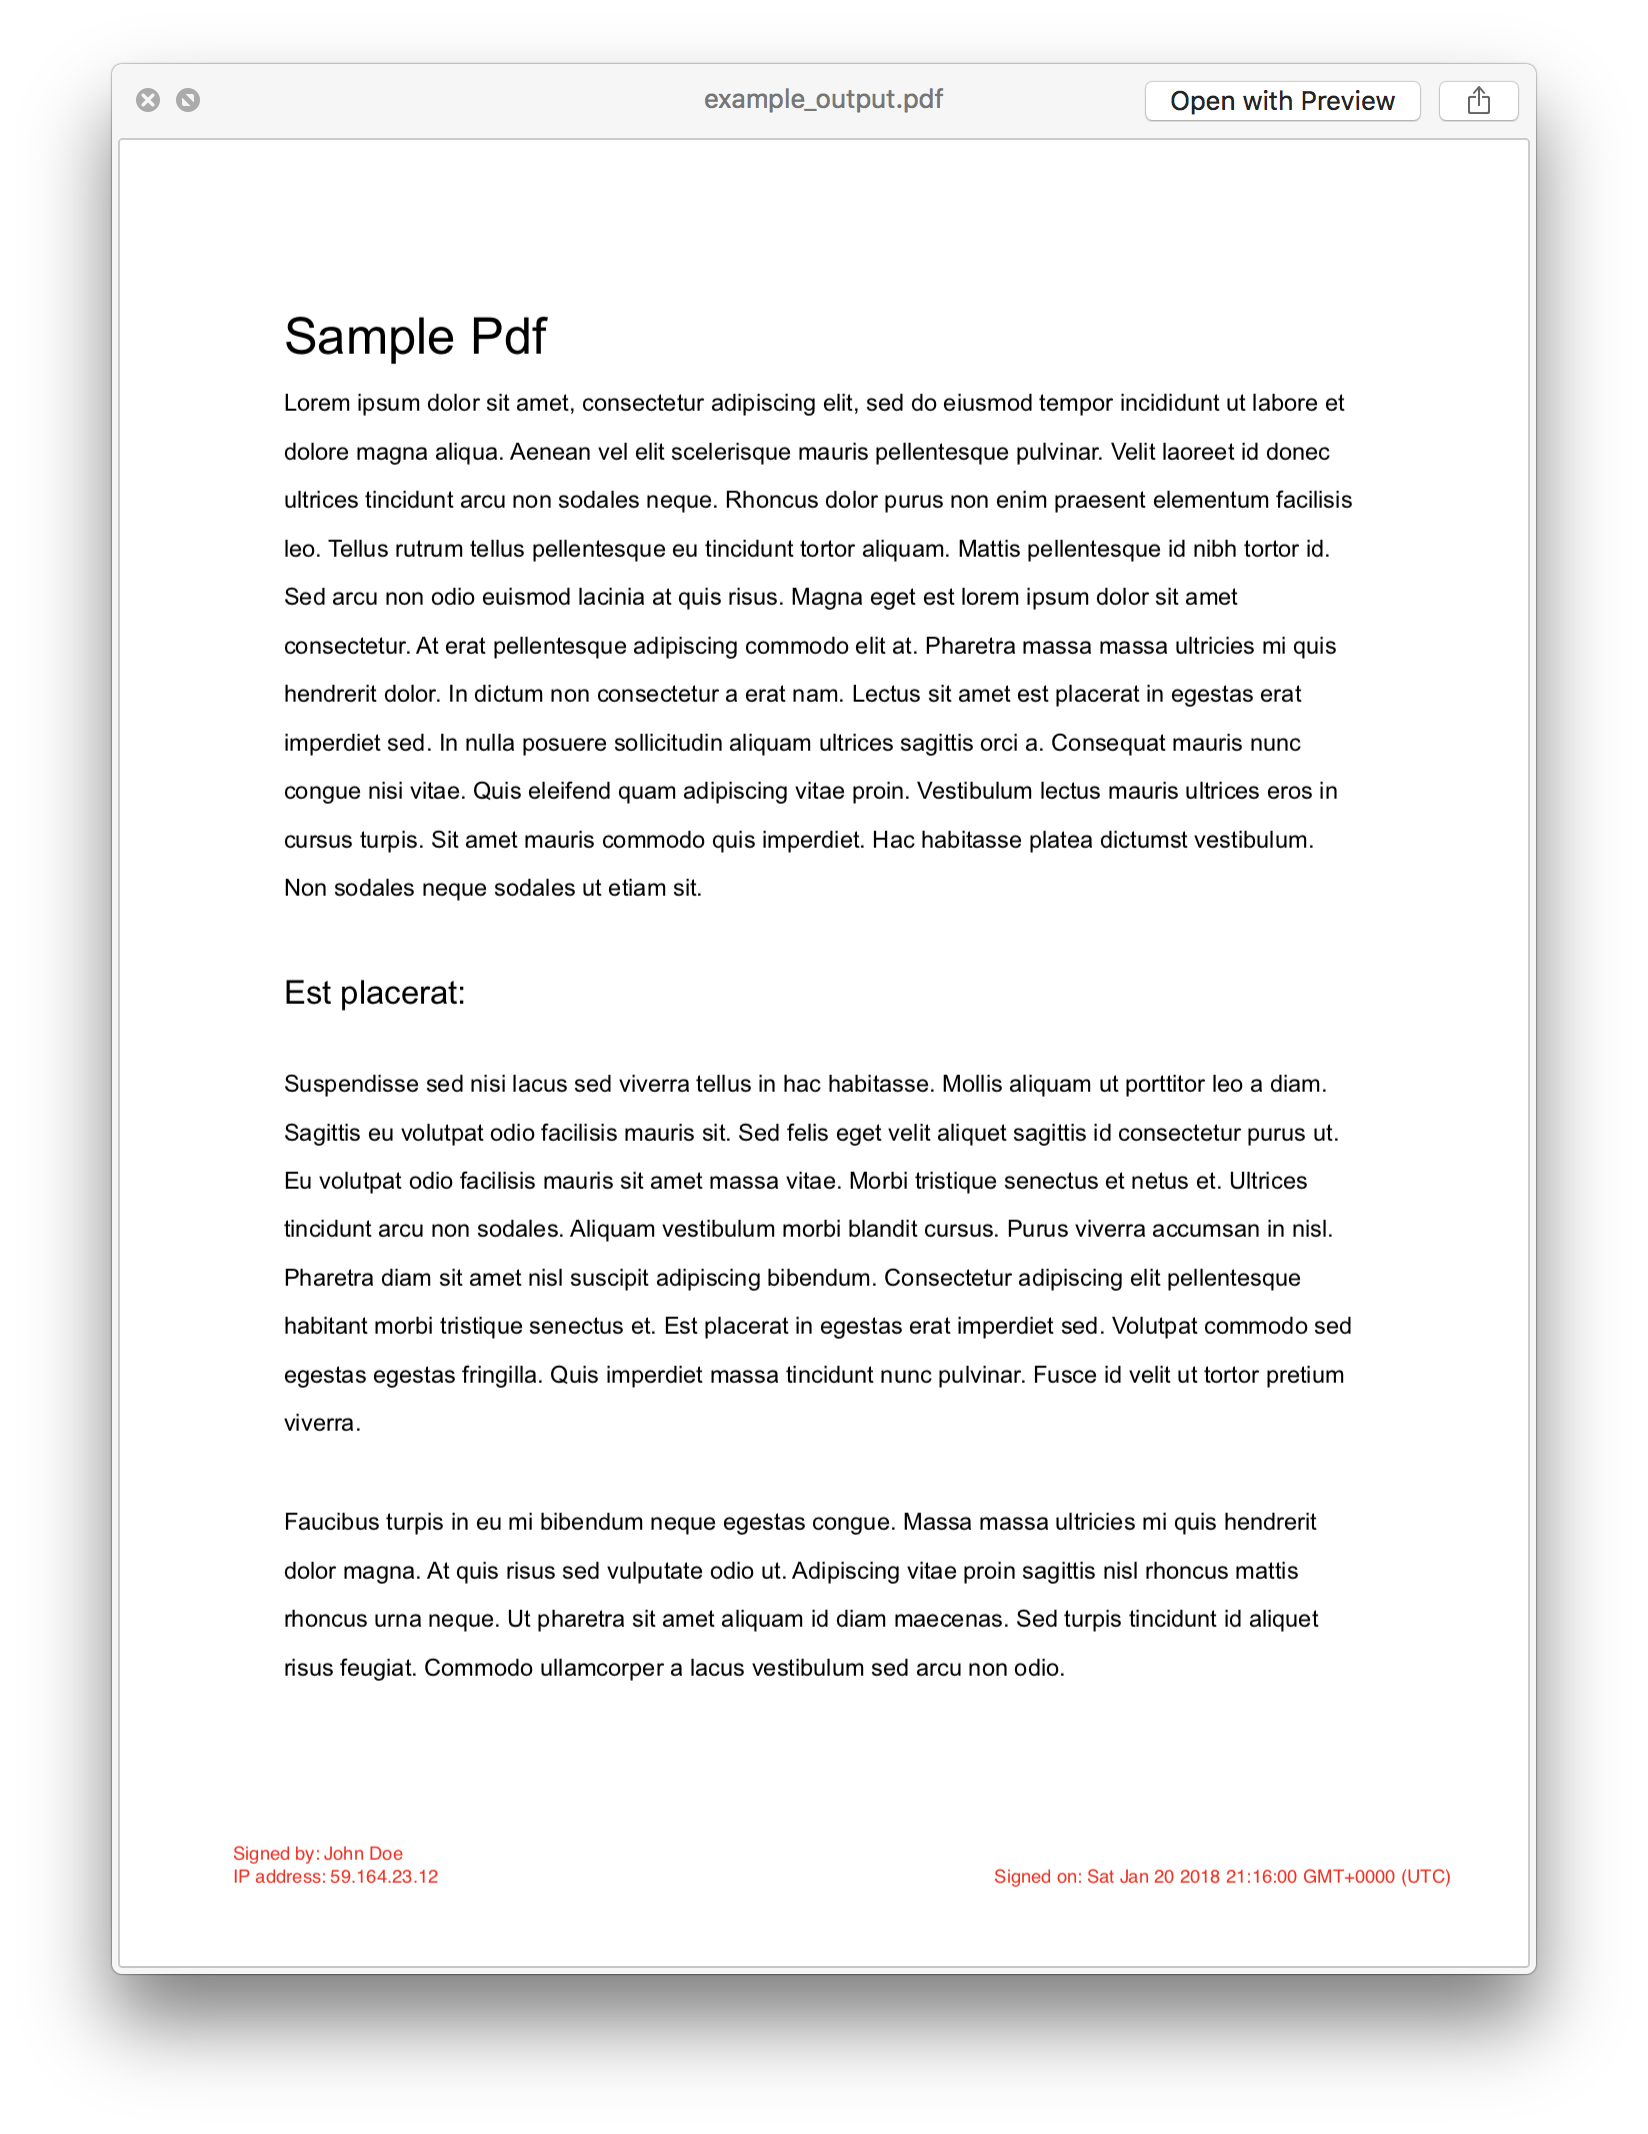 example_output.pdf
Open with Preview
Sample Pdf
Lorem ipsum dolor sit amet, consectetur adipiscing elit, sed do eiusmod tempor incididunt ut labore et
dolore magna aliqua. Aenean vel elit scelerisque mauris pellentesque pulvinar. Velit laoreet id donec
ultrices tincidunt arcu non sodales neque. Rhoncus dolor purus non enim praesent elementum facilisis
leo. Tellus rutrum tellus pellentesque eu tincidunt tortor aliquam. Mattis pellentesque id nibh tortor id.
Sed arcu non odio euismod lacinia at quis risus. Magna eget est lorem ipsum dolor sit amet
consectetur. At erat pellentesque adipiscing commodo elit at. Pharetra massa massa ultricies mi quis
hendrerit dolor. In dictum non consectetur a erat nam. Lectus sit amet est placerat in egestas erat
imperdiet sed. In nulla posuere sollicitudin aliquam ultrices sagittis orci a. Consequat mauris nunc
congue nisi vitae. Quis eleifend quam adipiscing vitae proin. Vestibulum lectus mauris ultrices eros in
cursus turpis. Sit amet mauris commodo quis imperdiet. Hac habitasse platea dictumst vestibulum.
Non sodales neque sodales ut etiam sit.
Est placerat:
Suspendisse sed nisi lacus sed viverra tellus in hac habitasse. Mollis aliquam ut porttitor leo a diam.
Sagittis eu volutpat odio facilisis mauris sit. Sed felis eget velit aliquet sagittis id consectetur purus ut.
Eu volutpat odio facilisis mauris sit amet massa vitae. Morbi tristique senectus et netus et. Ultrices
tincidunt arcu non sodales. Aliquam vestibulum morbi blandit cursus. Purus viverra accumsan in nisl.
Pharetra diam sit amet nisl suscipit adipiscing bibendum. Consectetur adipiscing elit pellentesque
habitant morbi tristique senectus et. Est placerat in egestas erat imperdiet sed. Volutpat commodo sed
egestas egestas fringilla. Quis imperdiet massa tincidunt nunc pulvinar. Fusce id velit ut tortor pretium
viverra.
Faucibus turpis in eu mi bibendum neque egestas congue. Massa massa ultricies mi quis hendrerit
dolor magna. At quis risus sed vulputate odio ut. Adipiscing vitae proin sagittis nisl rhoncus mattis
rhoncus urna neque. Ut pharetra sit amet aliquam id diam maecenas. Sed turpis tincidunt id aliquet
risus feugiat. Commodo ullamcorper a lacus vestibulum sed arcu non odio.
Signed by: John Doe
IP address: 59.164.23.12
Signed on: Sat Jan 20 2018 21:16:00 GMT+0000 (UTC)